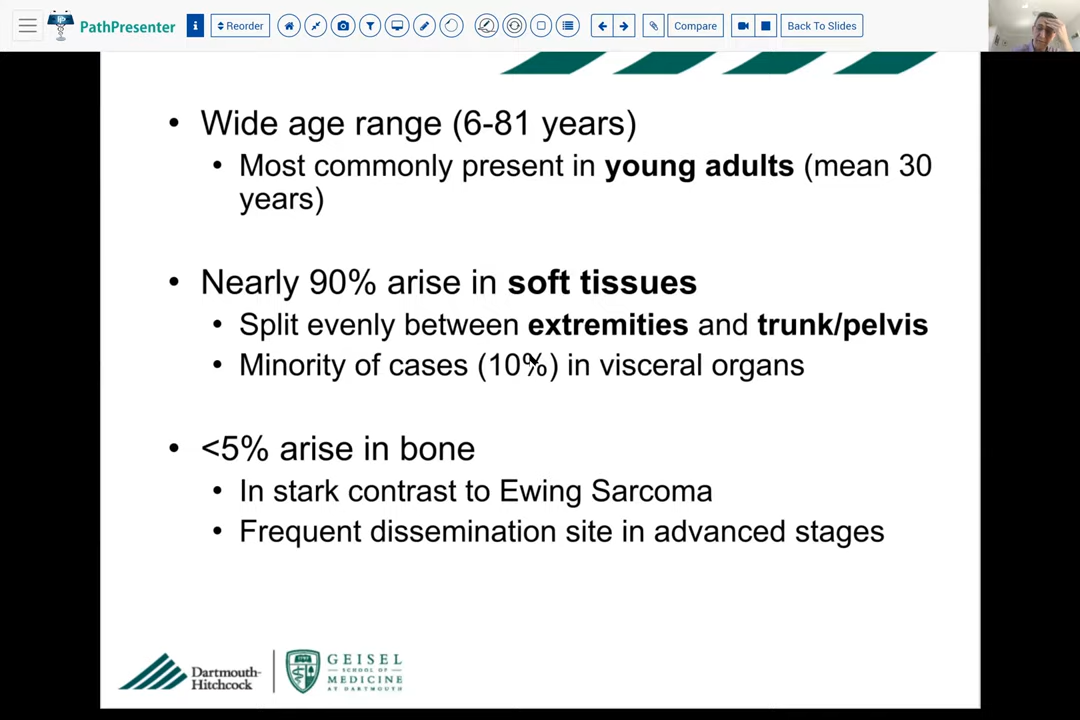 PathPresenter
Reorder
Compare
Back To Slides
• Wide age range (6-81 years)
• Most commonly present in young adults (mean 30
years)
• Nearly 90% arise in soft tissues
• Split evenly between extremities and trunk/pelvis
• Minority of cases (10%) in visceral organs
• <5% arise in bone
• In stark contrast to Ewing Sarcoma
• Frequent dissemination site in advanced stages
Dartmouth-
Hitchcock
GEISEL
SCHOOL OF
MEDICINE
AT DARTMOUTH